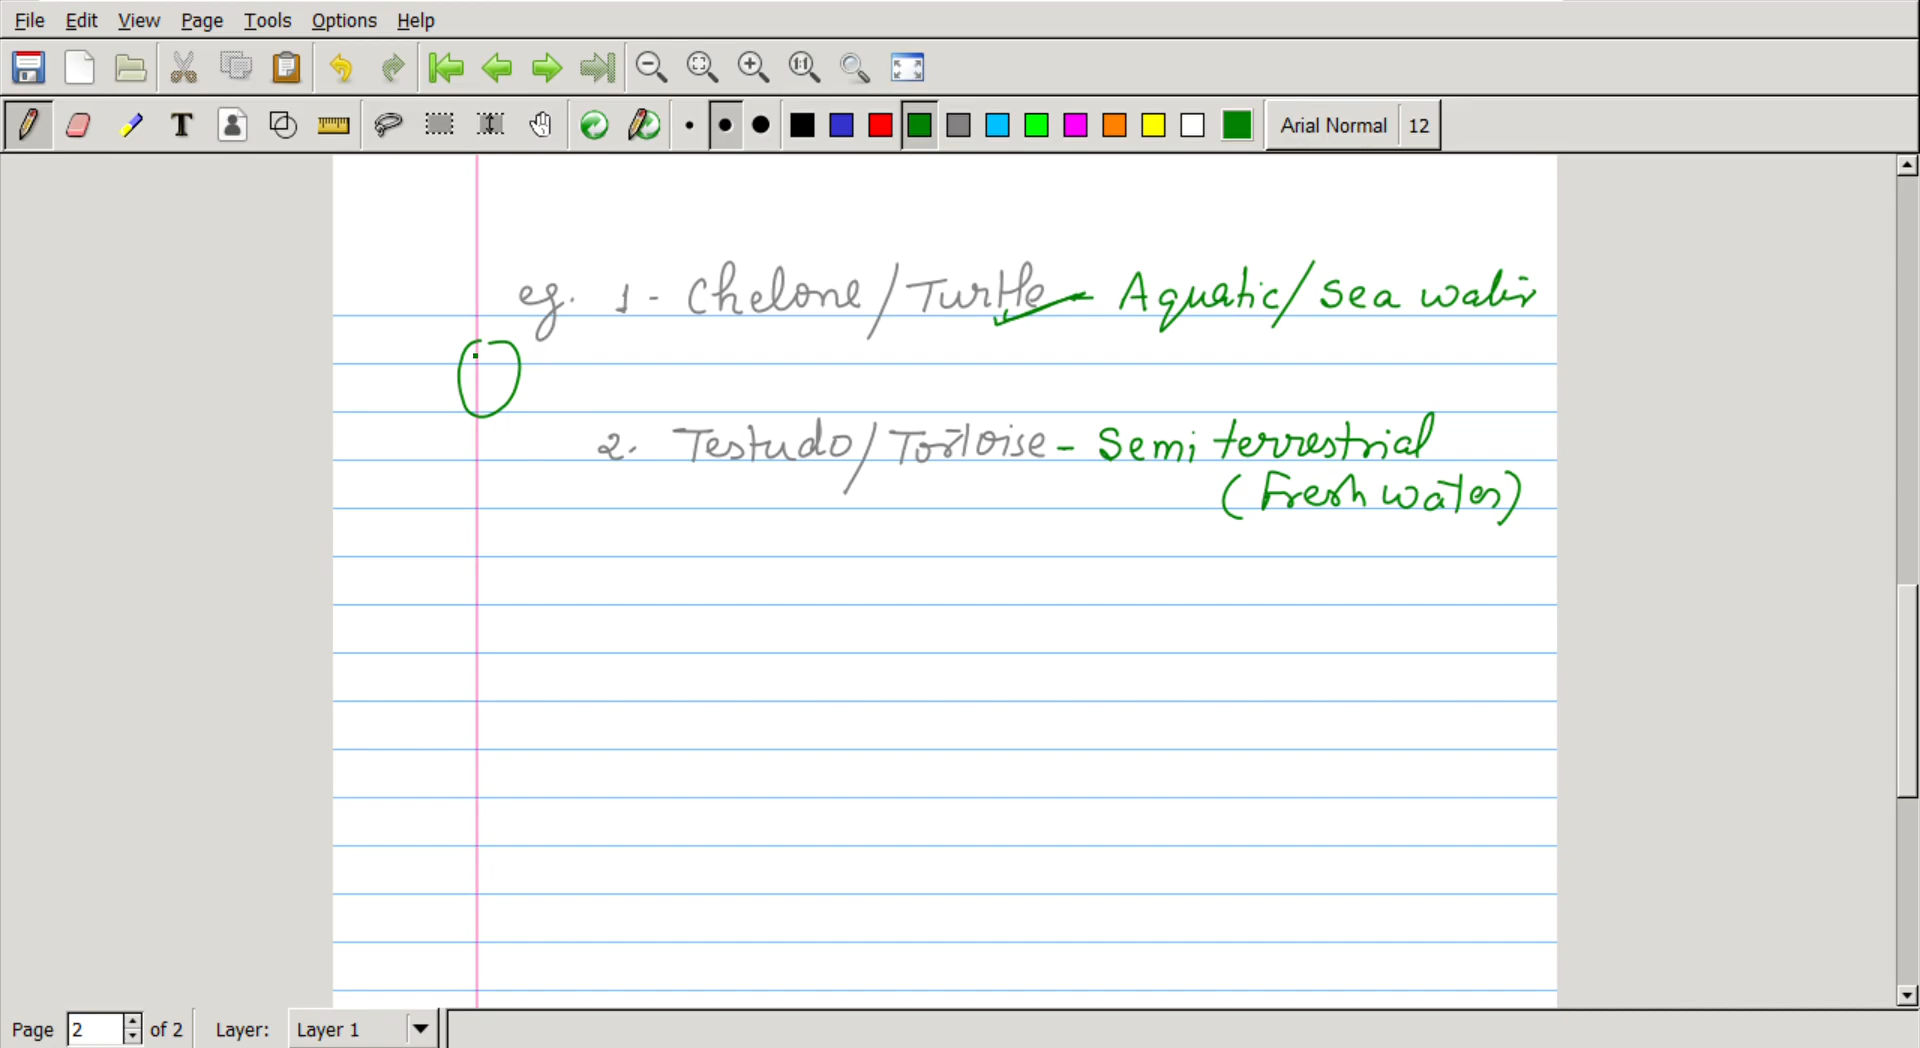 File Edit View Page Tools Options Help
T Arial Normal 12
eg. 1 - Chelone / Turtle - Aquatic / Sea water
2. Testudo / Tortoise - Semi terrestrial
(Fresh water)
Page 2 of 2 Layer: Layer 1